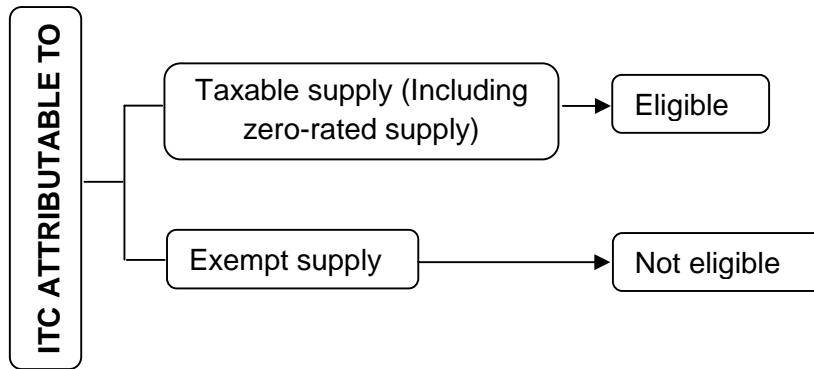 ITC ATTRIBUTABLE TO
Taxable supply (Including
zero-rated supply)
Eligible
Exempt supply
Not eligible